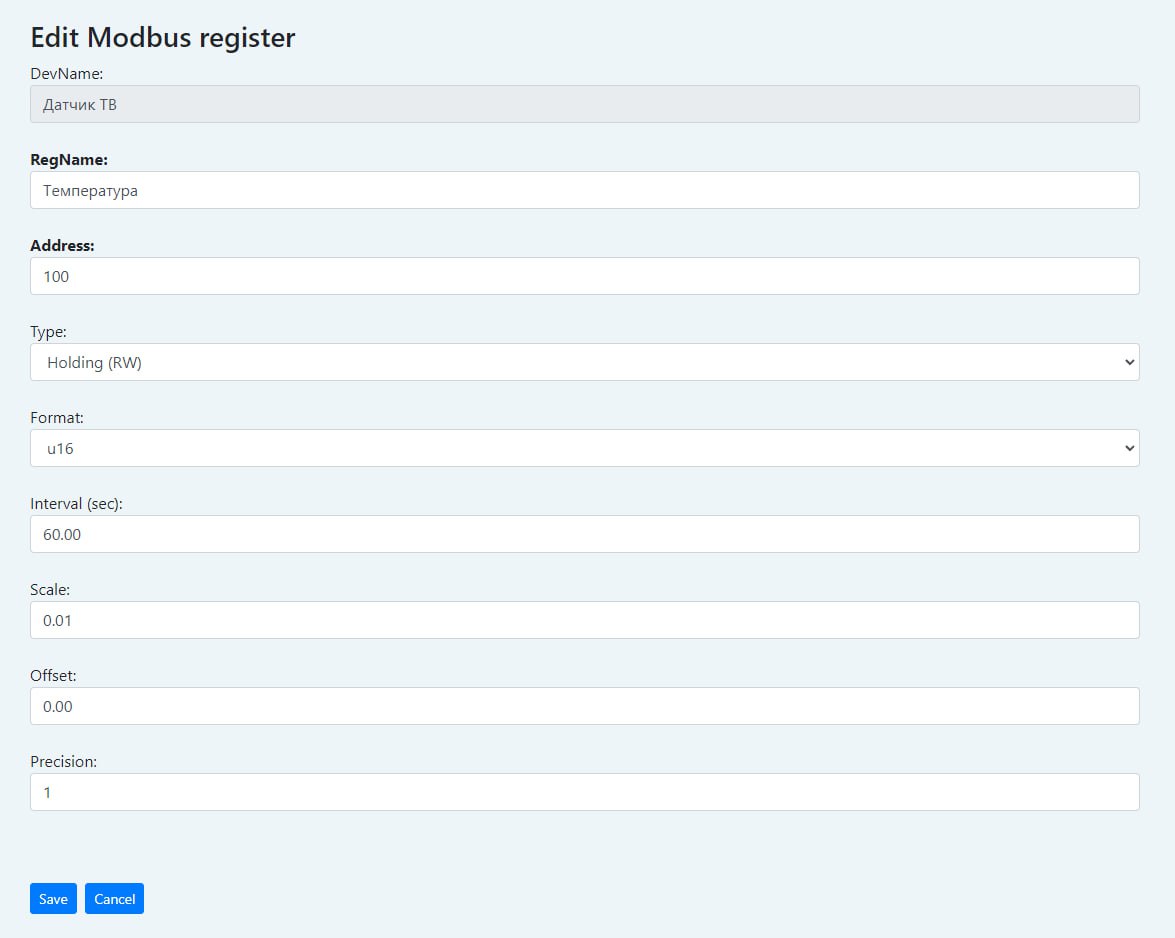 Edit Modbus register
DevName:
Датчик ТВ
RegName:
Температура
Address:
100
Type:
Holding (RW)
Format:
u16
Interval (sec):
60.00
Scale:
0.01
Offset:
0.00
Precision:
1
Save Cancel